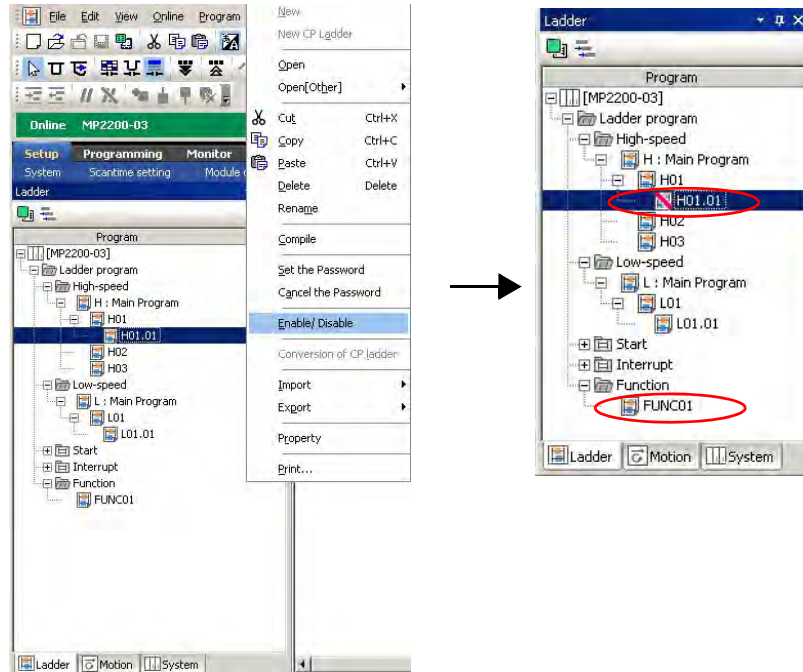 File Edit View Online Program
Online MP2200-03
Setup Programming Monitor
System Scantime setting Module
Ladder
Program
[MP2200-03]
Ladder program
High-speed
H : Main Program
H01
H01.01
H02
H03
Low-speed
L : Main Program
L01
L01.01
Start
Interrupt
Function
FUNC01
Ladder Motion System
New
New CP Ladder
Open
Open[Other]
Cut Ctrl+X
Copy Ctrl+C
Paste Ctrl+V
Delete Delete
Rename
Compile
Set the Password
Cancel the Password
Enable/ Disable
Conversion of CP ladder
Import
Export
Property
Print...
Ladder
Program
[MP2200-03]
Ladder program
High-speed
H : Main Program
H01
H01.01
H02
H03
Low-speed
L : Main Program
L01
L01.01
Start
Interrupt
Function
FUNC01
Ladder Motion System